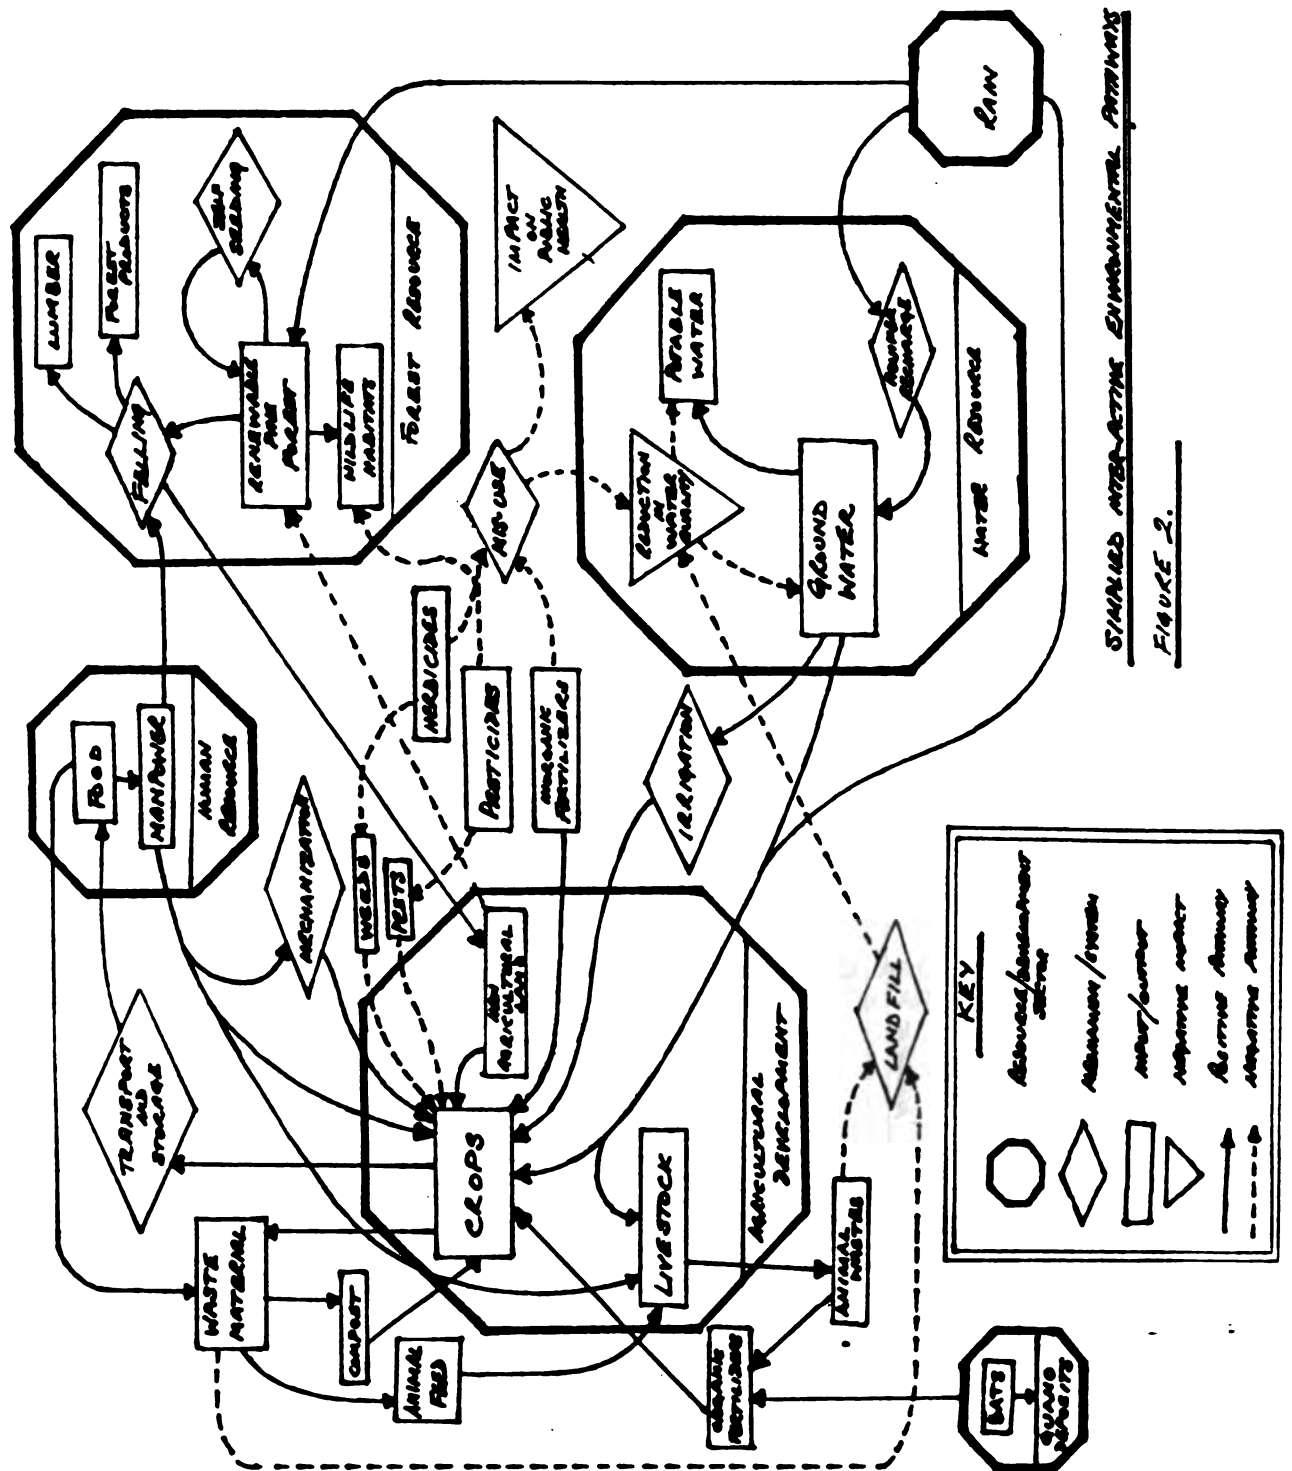 LUMBER
FOREST
PRODUCTS
FELLING
SELF
SEEDING
RENEWABLE
PINE
FOREST
WILDLIFE
HABITATS
FOREST RESOURCE
FOOD
MANPOWER
HUMAN
RESOURCE
MECHANIZATION
TRANSPORT
AND
STORAGE
WASTE
MATERIAL
COMPOST
ANIMAL
FEED
WEEDS
PESTS
HERBICIDES
PESTICIDES
INORGANIC
FERTILIZERS
MIS-USE
IMPACT
ON
PUBLIC
HEALTH
NEW
AGRICULTURAL
LAND
CROPS
LIVESTOCK
AGRICULTURAL
DEVELOPMENT
IRRIGATION
REDUCTION
IN
WATER
QUALITY
POTABLE
WATER
GROUND
WATER
AQUIFER
RECHARGE
WATER RESOURCE
RAIN
ORGANIC
FERTILIZERS
ANIMAL
WASTES
LANDFILL
BATS
GUANO
DEPOSITS
KEY
RESOURCE/DEVELOPMENT
SECTOR
MECHANISM/SYSTEM
INPUT/OUTPUT
NEGATIVE IMPACT
POSITIVE PATHWAY
NEGATIVE PATHWAY
SIMPLIFIED INTER-ACTIVE ENVIRONMENTAL PATHWAYS
FIGURE 2.